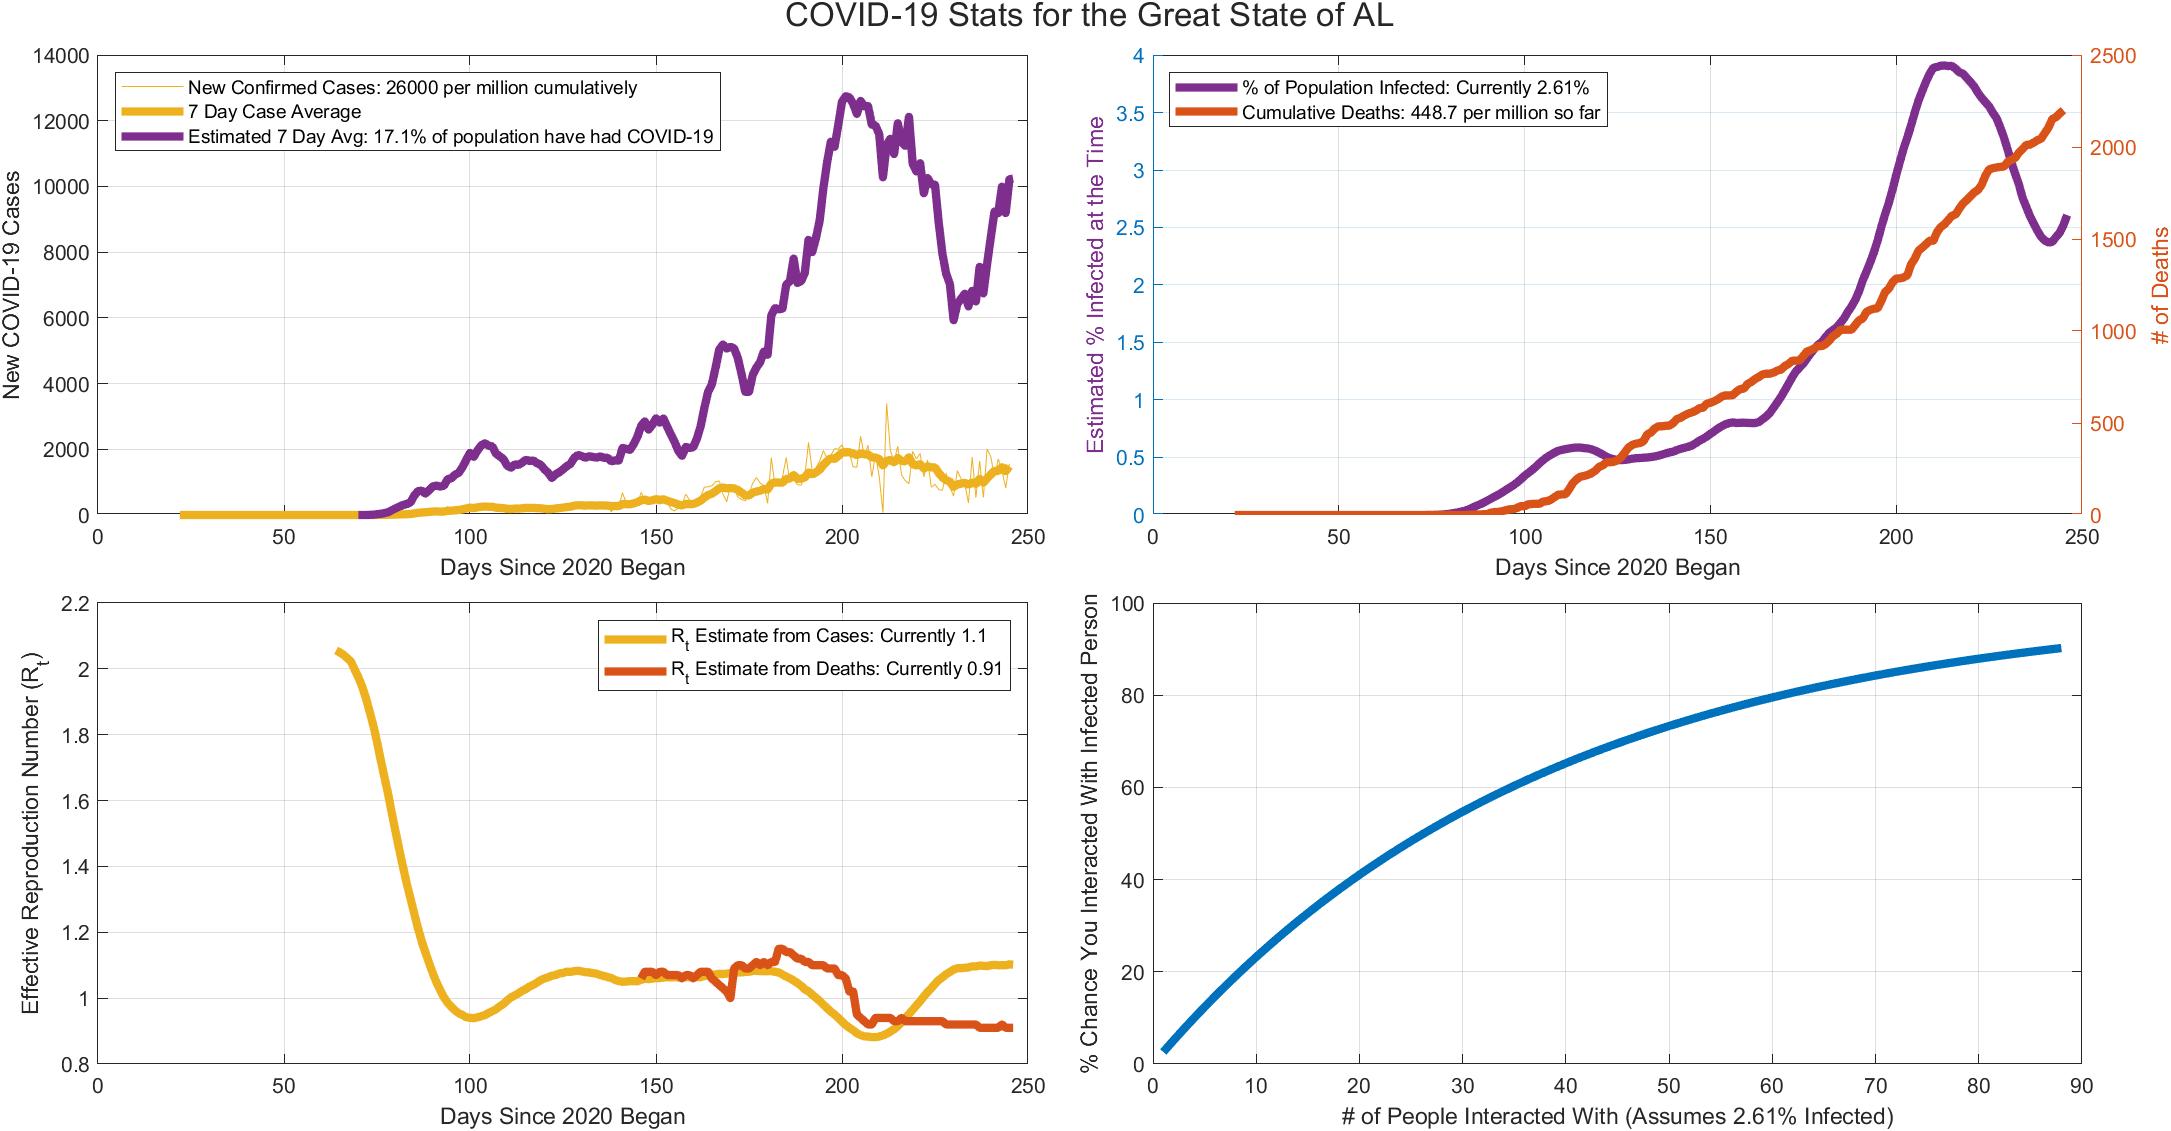 COVID-19 Stats for the Great State of AL
14000
12000
10000
8000
6000
4000
2000
0
New COVID-19 Cases
New Confirmed Cases: 26000 per million cumulatively
7 Day Case Average
Estimated 7 Day Avg: 17.1% of population have had COVID-19
0 50 100 150 200 250
Days Since 2020 Began
4
3.5
3
2.5
2
1.5
1
0.5
0
Estimated % Infected at the Time
% of Population Infected: Currently 2.61%
Cumulative Deaths: 448.7 per million so far
2500
2000
1500
1000
500
0
# of Deaths
0 50 100 150 200 250
Days Since 2020 Began
2.2
2
1.8
1.6
1.4
1.2
1
0.8
Effective Reproduction Number (Rt)
Rt Estimate from Cases: Currently 1.1
Rt Estimate from Deaths: Currently 0.91
0 50 100 150 200 250
Days Since 2020 Began
100
80
60
40
20
0
% Chance You Interacted With Infected Person
0 10 20 30 40 50 60 70 80 90
# of People Interacted With (Assumes 2.61% Infected)